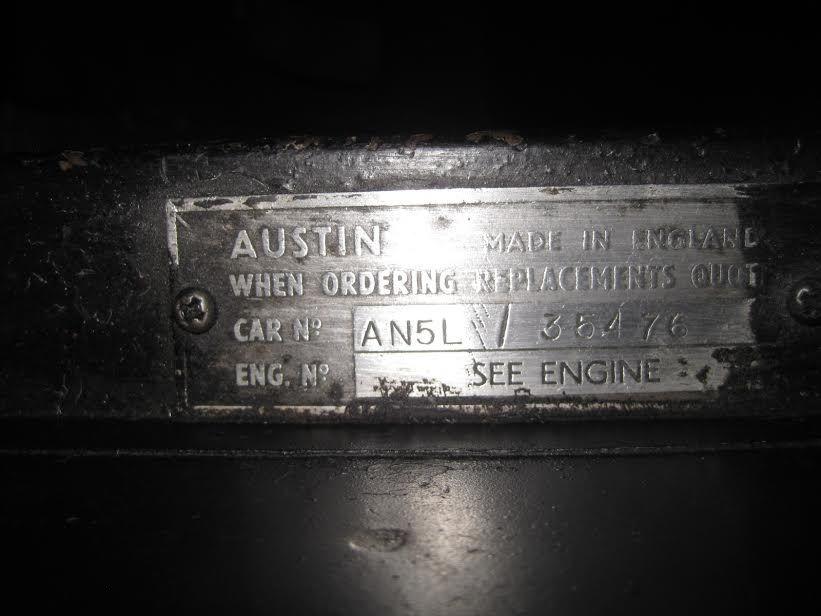 AUSTIN MADE IN ENGLAND
WHEN ORDERING REPLACEMENTS QUOT
CAR Nº AN5L / 35476
ENG. Nº SEE ENGINE